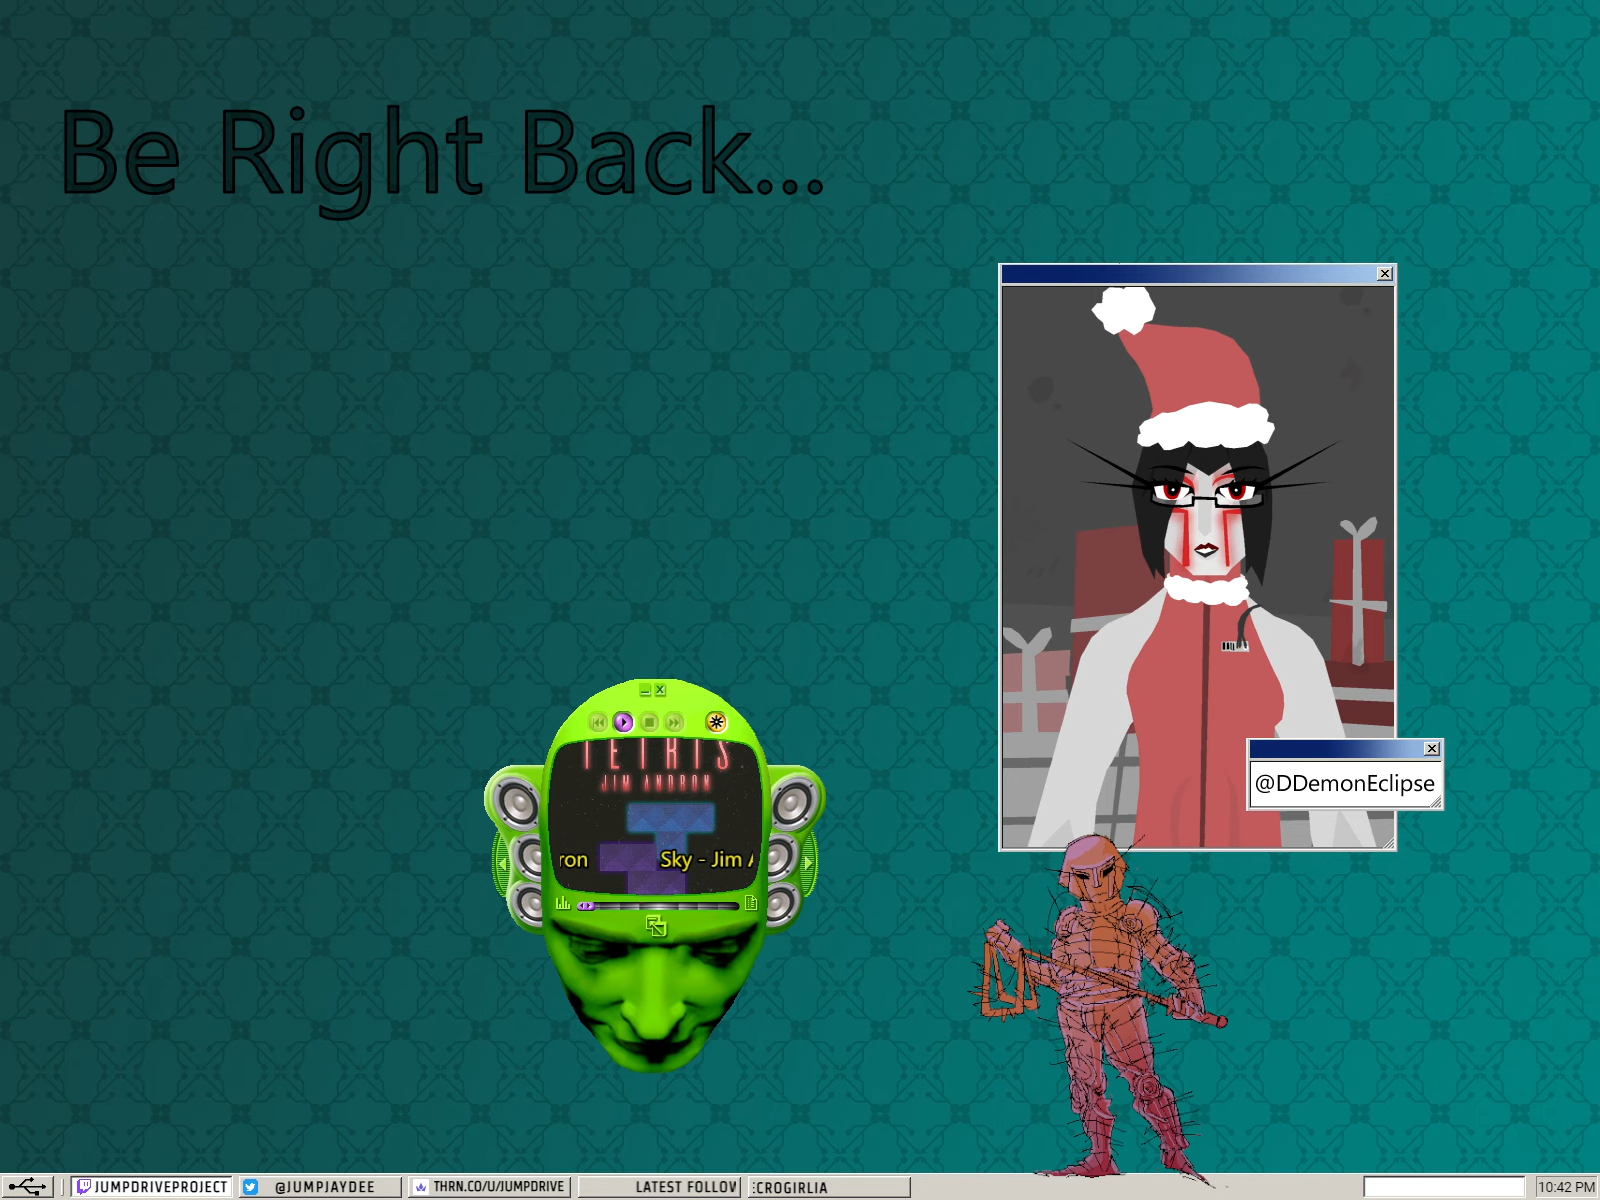 Be Right Back...
TETRIS
JIM ANDRON
ron Sky - Jim A
@DDemonEclipse
JUMPDRIVEPROJECT
@JUMPJAYDEE
THRN.CO/U/JUMPDRIVE
LATEST FOLLOW
ECROGIRLIA
10:42 PM